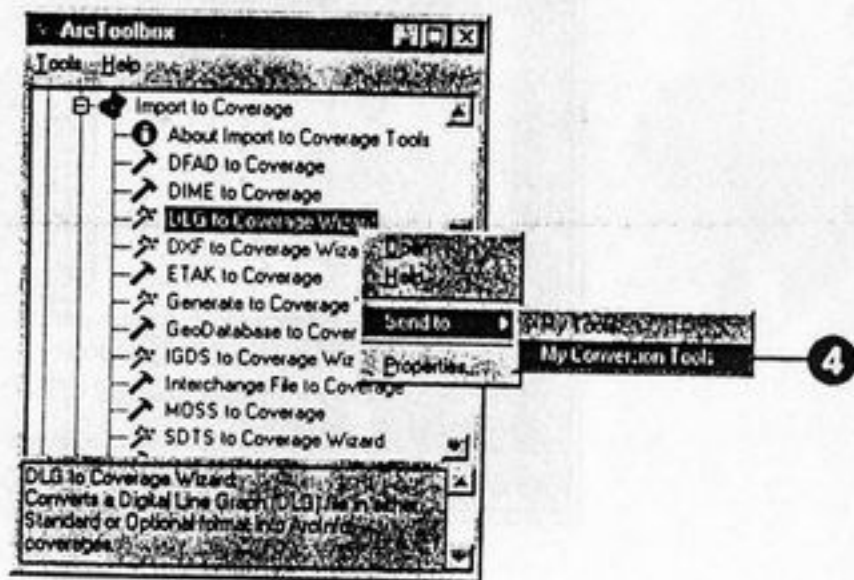 ArcToolbox
Tools Help
Import to Coverage
About Import to Coverage Tools
DFAD to Coverage
DIME to Coverage
DLG to Coverage Wizard
DXF to Coverage Wiza
ETAK to Coverage
Generate to Coverage
GeoDatabase to Cover
IGDS to Coverage Wiz
Interchange File to Coverage
MOSS to Coverage
SDTS to Coverage Wizard
Open
Help
Send to
Properties...
My Tools
My Conversion Tools
4
DLG to Coverage Wizard:
Converts a Digital Line Graph (DLG) file in either
Standard or Optional format into ArcInfo
coverages.